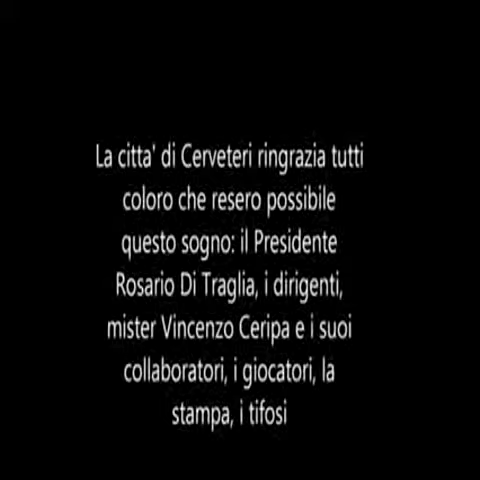 La citta' di Cerveteri ringrazia tutti
coloro che resero possibile
questo sogno: il Presidente
Rosario Di Traglia, i dirigenti,
mister Vincenzo Ceripa e i suoi
collaboratori, i giocatori, la
stampa, i tifosi